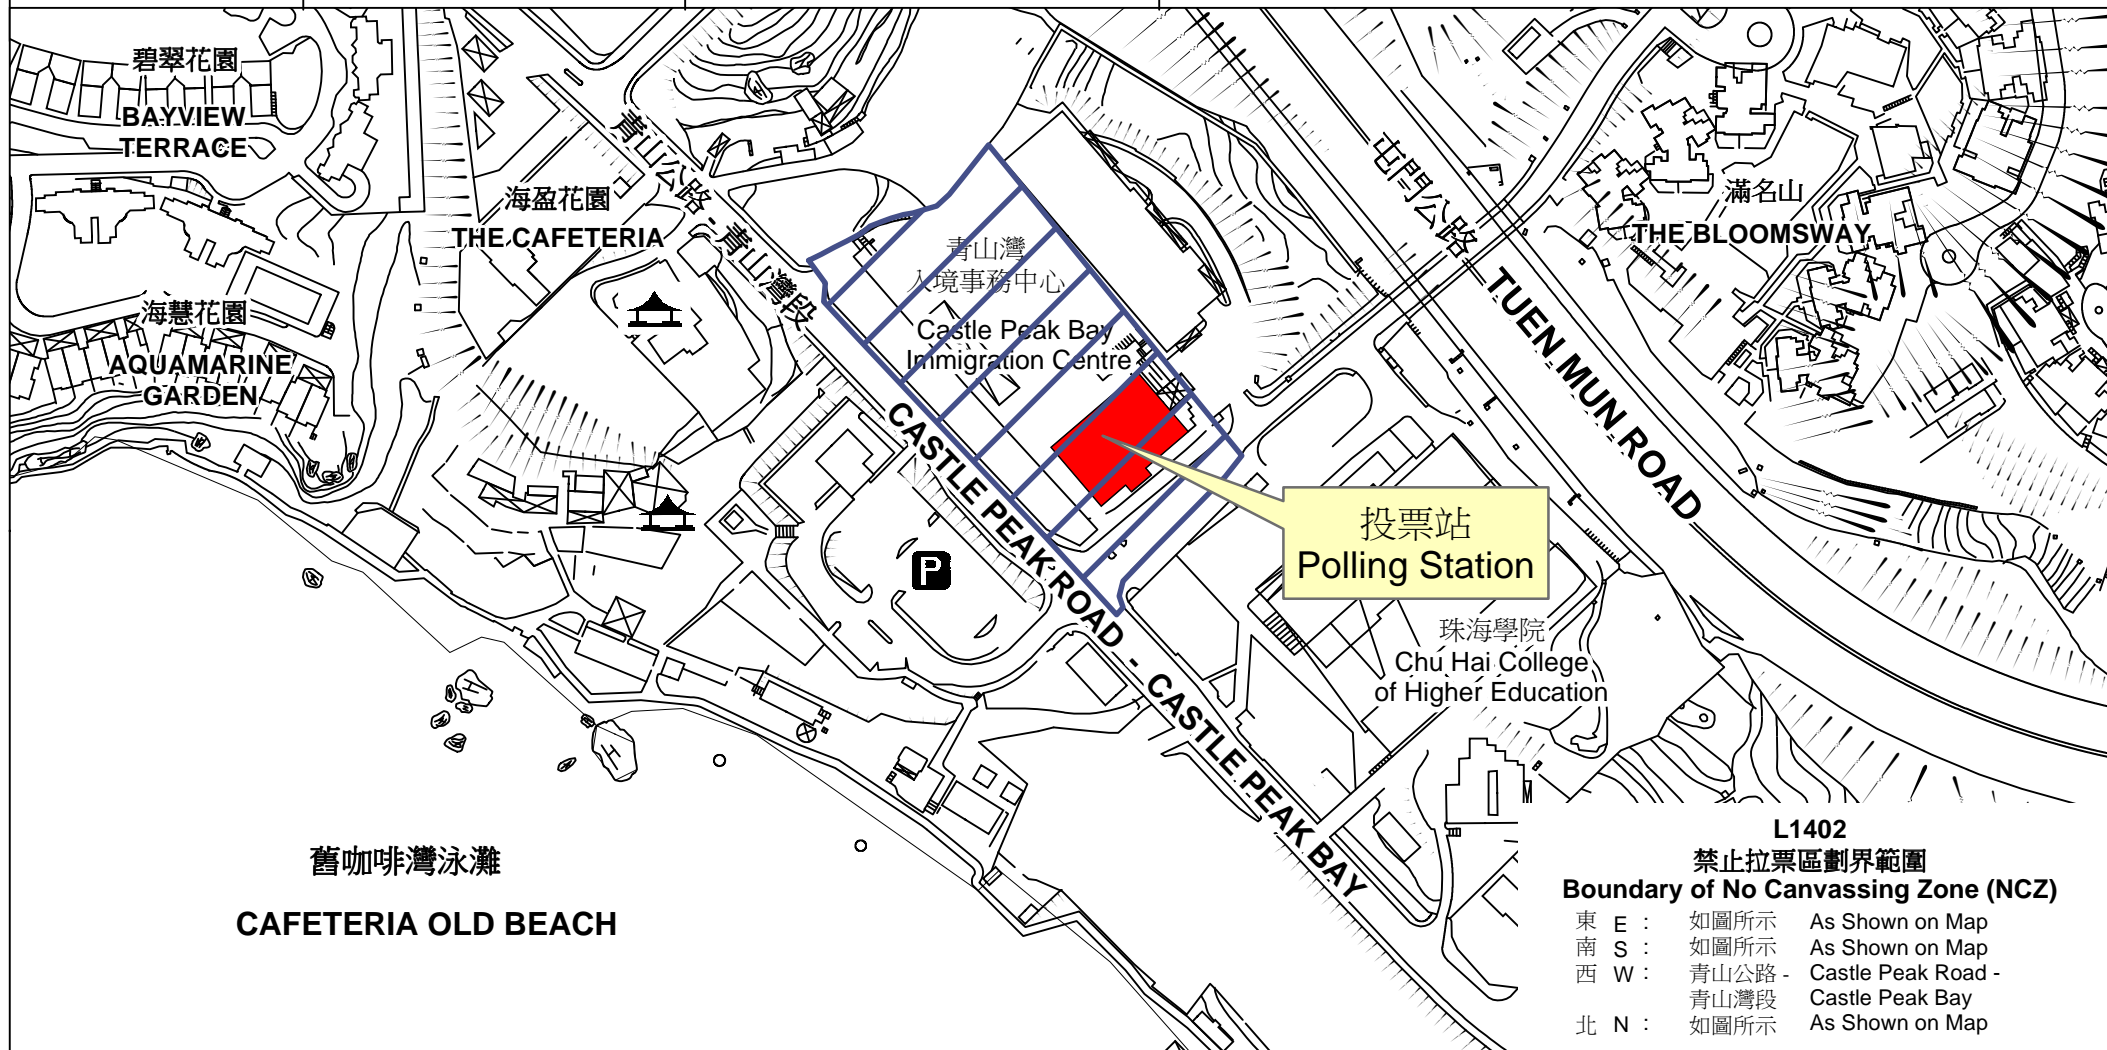 碧翠花園
BAYVIEW
TERRACE
海盈花園
THE CAFETERIA
海慧花園
AQUAMARINE
GARDEN
青山公路 - 青山灣段
青山灣
入境事務中心
Castle Peak Bay
Immigration Centre
屯門公路
TUEN MUN ROAD
滿名山
THE BLOOMSWAY
CASTLE PEAK ROAD - CASTLE PEAK BAY
P
投票站
Polling Station
珠海學院
Chu Hai College
of Higher Education
舊咖啡灣泳灘
CAFETERIA OLD BEACH
L1402
禁止拉票區劃界範圍
Boundary of No Canvassing Zone (NCZ)
東 E : 如圖所示 As Shown on Map
南 S : 如圖所示 As Shown on Map
西 W : 青山公路 - Castle Peak Road -
青山灣段 Castle Peak Bay
北 N : 如圖所示 As Shown on Map